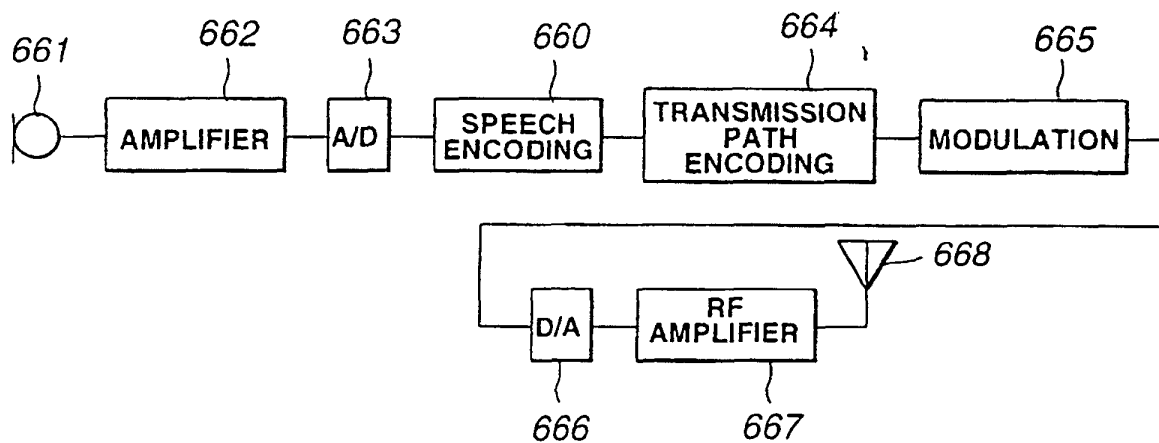 661
662
663
660
664
665
AMPLIFIER
A/D
SPEECH
ENCODING
TRANSMISSION
PATH
ENCODING
MODULATION
668
D/A
RF
AMPLIFIER
666
667